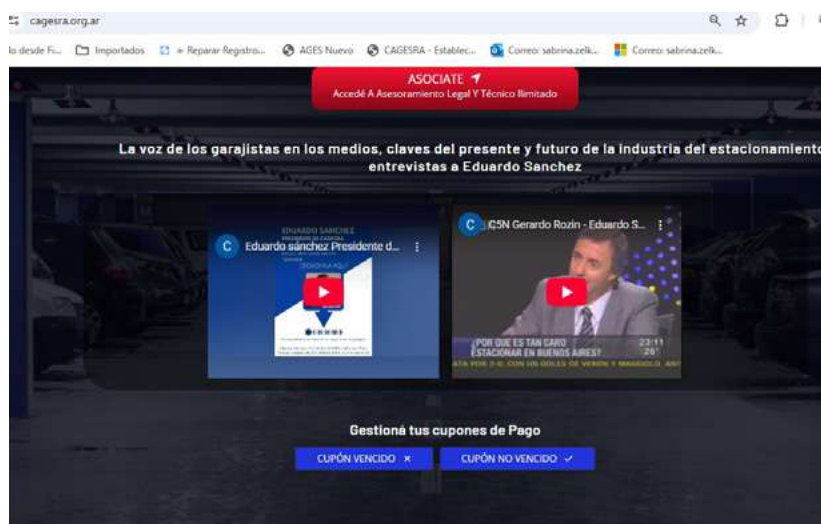 cagesra.org.ar
lo desde Fi...
Importados
Reparar Registro...
AGES Nuevo
CAGESRA - Establec...
Correo: sabrina.zelk...
Correo: sabrina.zelk...
ASOCIATE
Accedé A Asesoramiento Legal Y Técnico Ilimitado
La voz de los garajistas en los medios, claves del presente y futuro de la industria del estacionamiento
entrevistas a Eduardo Sanchez
EDUARDO SANCHEZ
C
Eduardo sánchez Presidente d...
C
C5N Gerardo Rozin - Eduardo S...
¿POR QUE ES TAN CARO
ESTACIONAR EN BUENOS AIRES?
23:11
26°
Gestioná tus cupones de Pago
CUPÓN VENCIDO ×
CUPÓN NO VENCIDO ✓